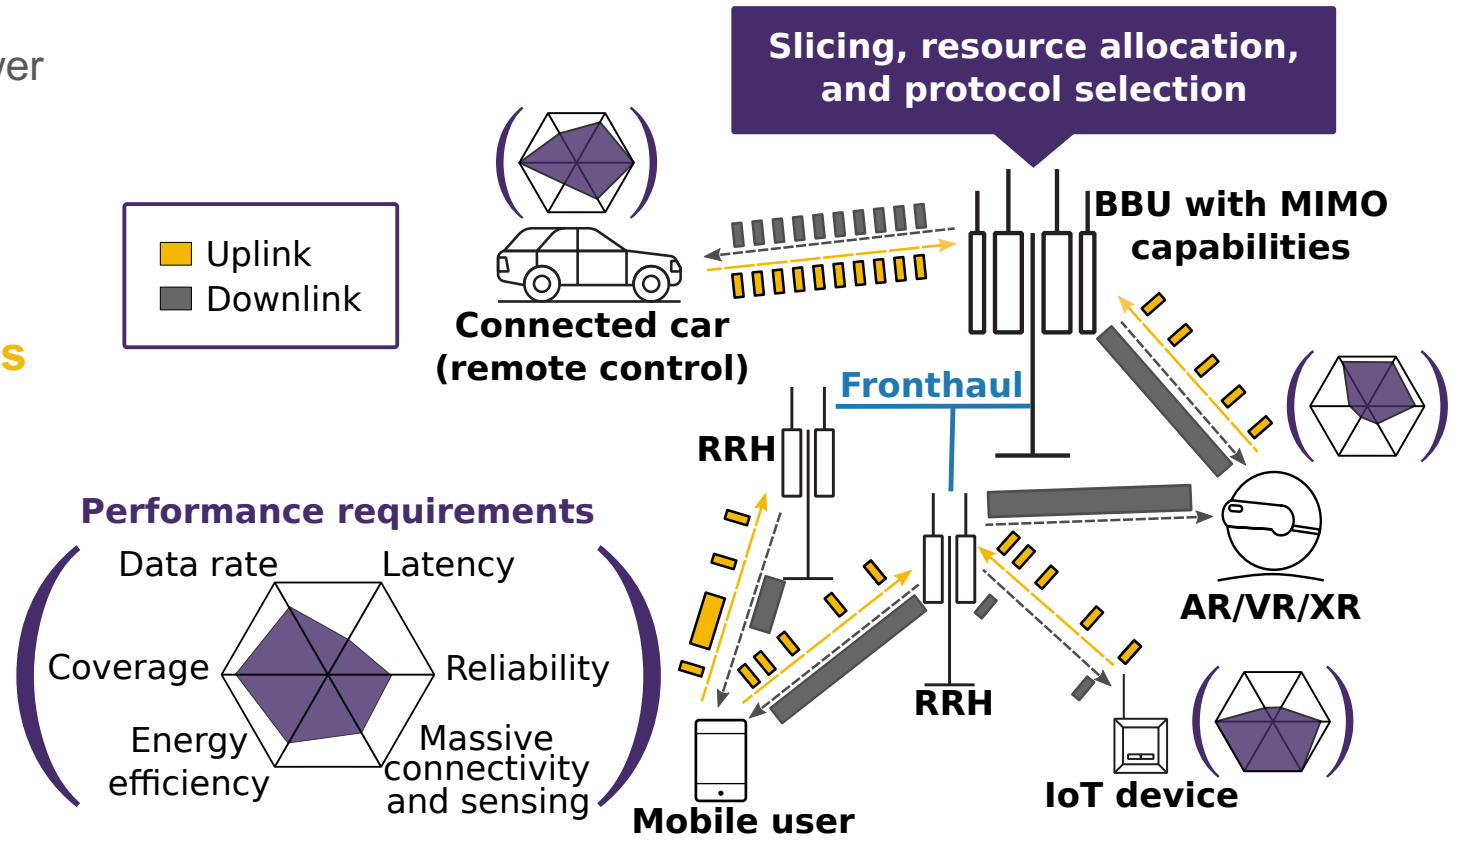 Slicing, resource allocation,
and protocol selection
BBU with MIMO
capabilities
Uplink
Downlink
s
Connected car
(remote control)
Fronthaul
RRH
Performance requirements
Data rate
Latency
Coverage
Reliability
Energy
efficiency
Massive
connectivity
and sensing
AR/VR/XR
RRH
IoT device
Mobile user